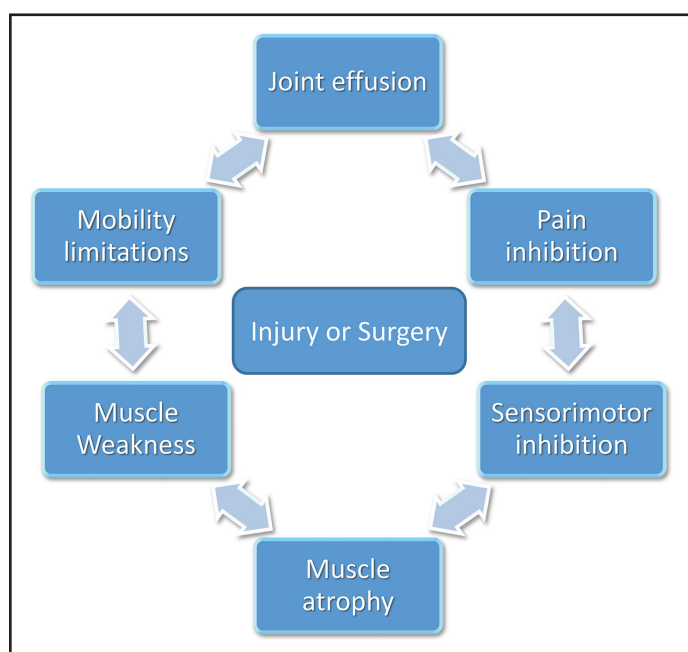 Joint effusion
Mobility
limitations
Pain
inhibition
Injury or Surgery
Muscle
Weakness
Sensorimotor
inhibition
Muscle
atrophy